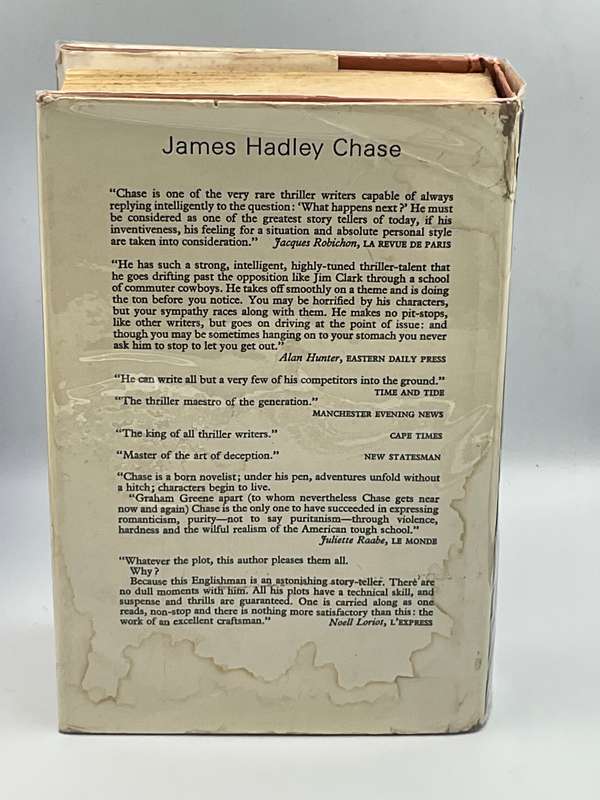 James Hadley Chase
“Chase is one of the very rare thriller writers capable of always
replying intelligently to the question: ‘What happens next?’ He must
be considered as one of the greatest story tellers of today, if his
inventiveness, his feeling for a situation and absolute personal style
are taken into consideration.” Jacques Robichon, LA REVUE DE PARIS
“He has such a strong, intelligent, highly-tuned thriller-talent that
he goes drifting past the opposition like Jim Clark through a school
of commuter cowboys. He takes off smoothly on a theme and is doing
the ton before you notice. You may be horrified by his characters,
but your sympathy races along with them. He makes no pit-stops,
like other writers, but goes on driving at the point of issue: and
though you may be sometimes hanging on to your stomach you never
ask him to stop to let you get out.”
Alan Hunter, EASTERN DAILY PRESS
“He can write all but a very few of his competitors into the ground.”
TIME AND TIDE
“The thriller maestro of the generation.”
MANCHESTER EVENING NEWS
“The king of all thriller writers.” CAPE TIMES
“Master of the art of deception.” NEW STATESMAN
“Chase is a born novelist; under his pen, adventures unfold without
a hitch; characters begin to live.
“Graham Greene apart (to whom nevertheless Chase gets near
now and again) Chase is the only one to have succeeded in expressing
romanticism, purity—not to say puritanism—through violence,
hardness and the wilful realism of the American tough school.”
Juliette Raabe, LE MONDE
“Whatever the plot, this author pleases them all.
Why?
Because this Englishman is an astonishing story-teller. There are
no dull moments with him. All his plots have a technical skill, and
suspense and thrills are guaranteed. One is carried along as one
reads, non-stop and there is nothing more satisfactory than this: the
work of an excellent craftsman.” Noell Loriot, L’EXPRESS